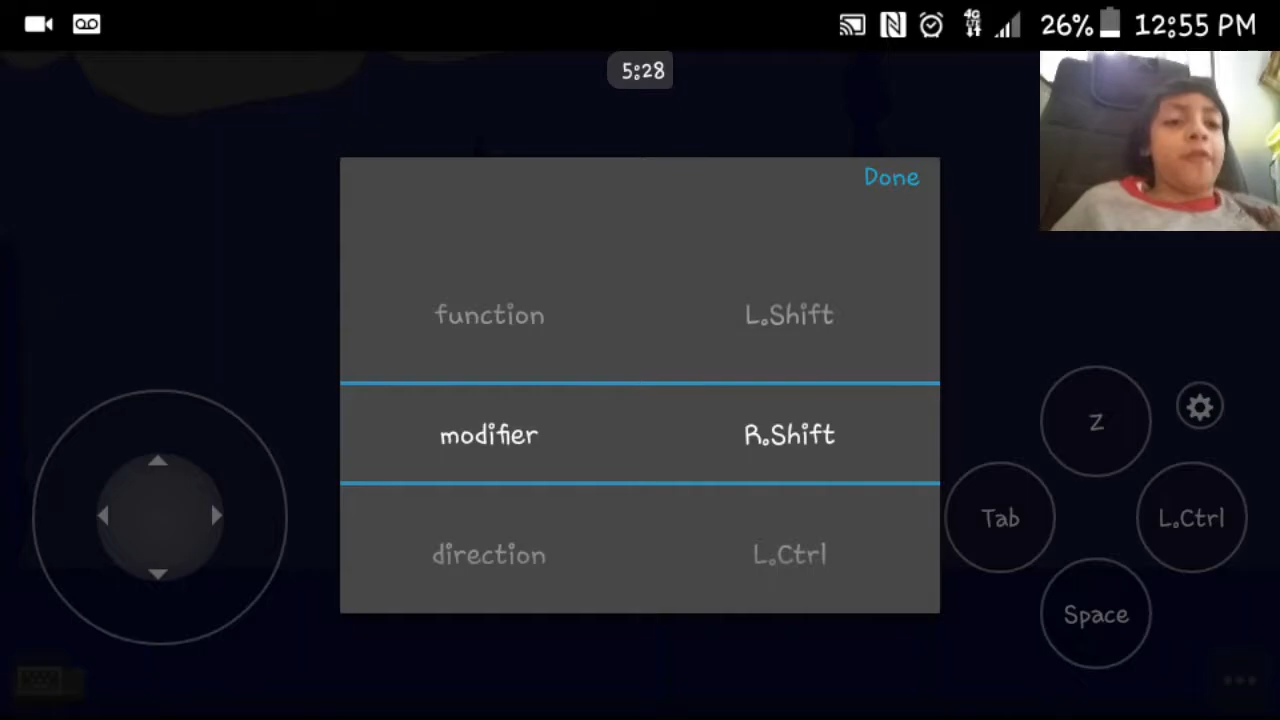 26% 12:55 PM
5:28
Done
function L.Shift
modifier R.Shift
direction L.Ctrl
Z
Tab L.Ctrl
Space